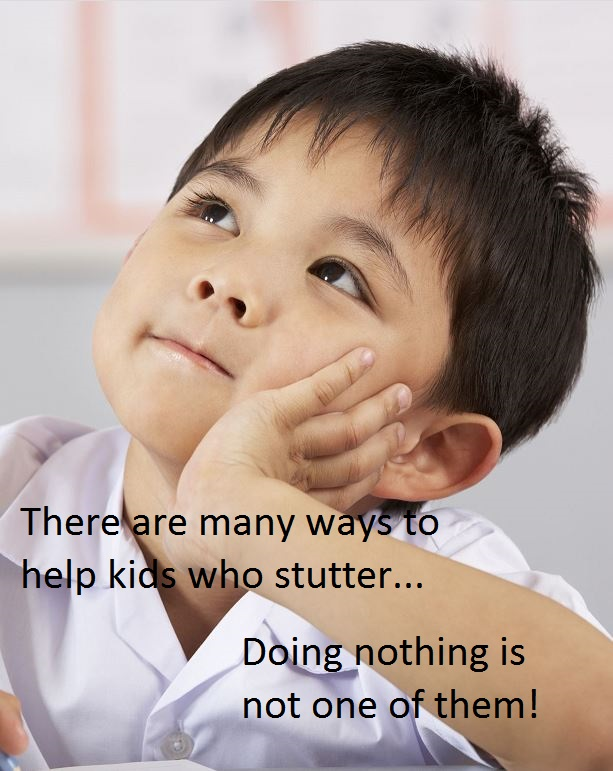 There are many ways to
help kids who stutter...
Doing nothing is
not one of them!